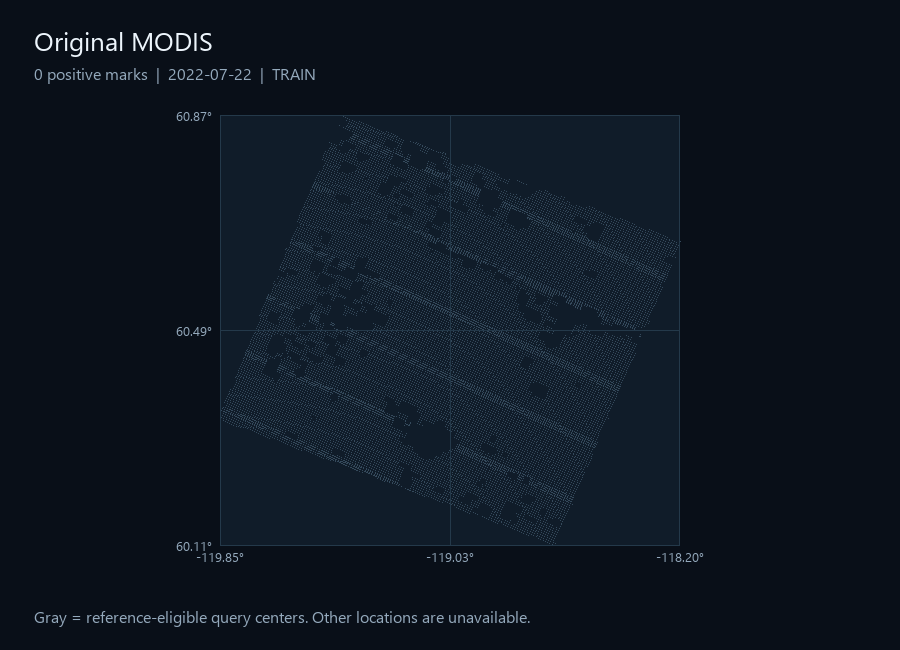 Original MODIS
0 positive marks | 2022-07-22 | TRAIN
60.87°
60.49°
60.11°
-119.85°
-119.03°
-118.20°
Gray = reference-eligible query centers. Other locations are unavailable.